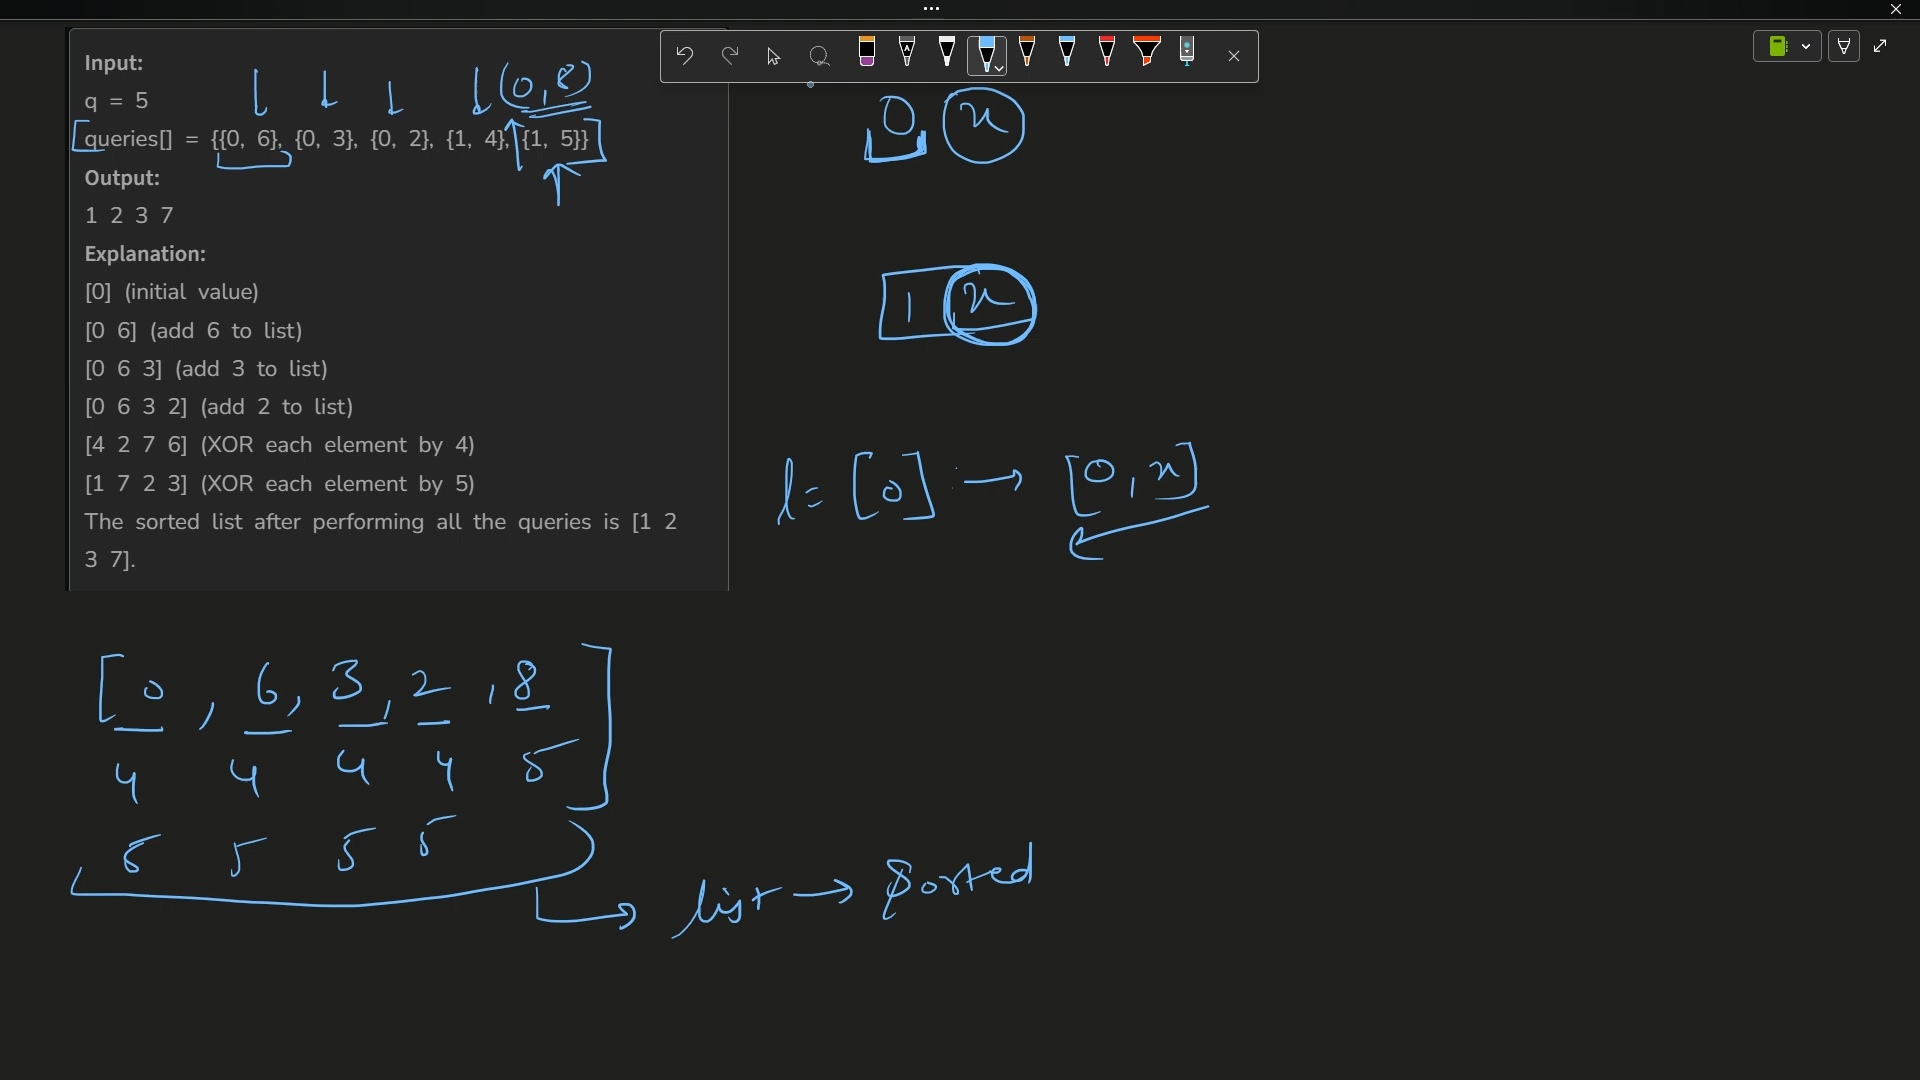 Input:
q = 5
(0,8)
queries[] = {{0, 6}, {0, 3}, {0, 2}, {1, 4}, {1, 5}}
Output:
1 2 3 7
Explanation:
[0] (initial value)
[0 6] (add 6 to list)
[0 6 3] (add 3 to list)
[0 6 3 2] (add 2 to list)
[4 2 7 6] (XOR each element by 4)
[1 7 2 3] (XOR each element by 5)
The sorted list after performing all the queries is [1 2
3 7].
0 x
1 x
l = [0] → [0, x]
[0, 6, 3, 2, 8]
4 4 4 4 5
5 5 5 5
list → sorted